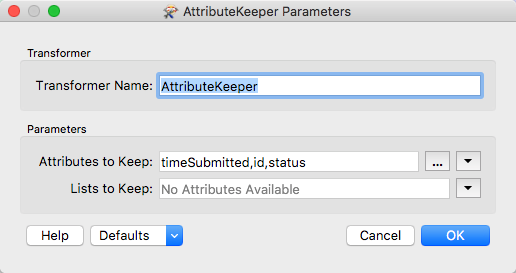 AttributeKeeper Parameters
Transformer
Transformer Name: AttributeKeeper
Parameters
Attributes to Keep: timeSubmitted,id,status ...
Lists to Keep: No Attributes Available
Help Defaults Cancel OK